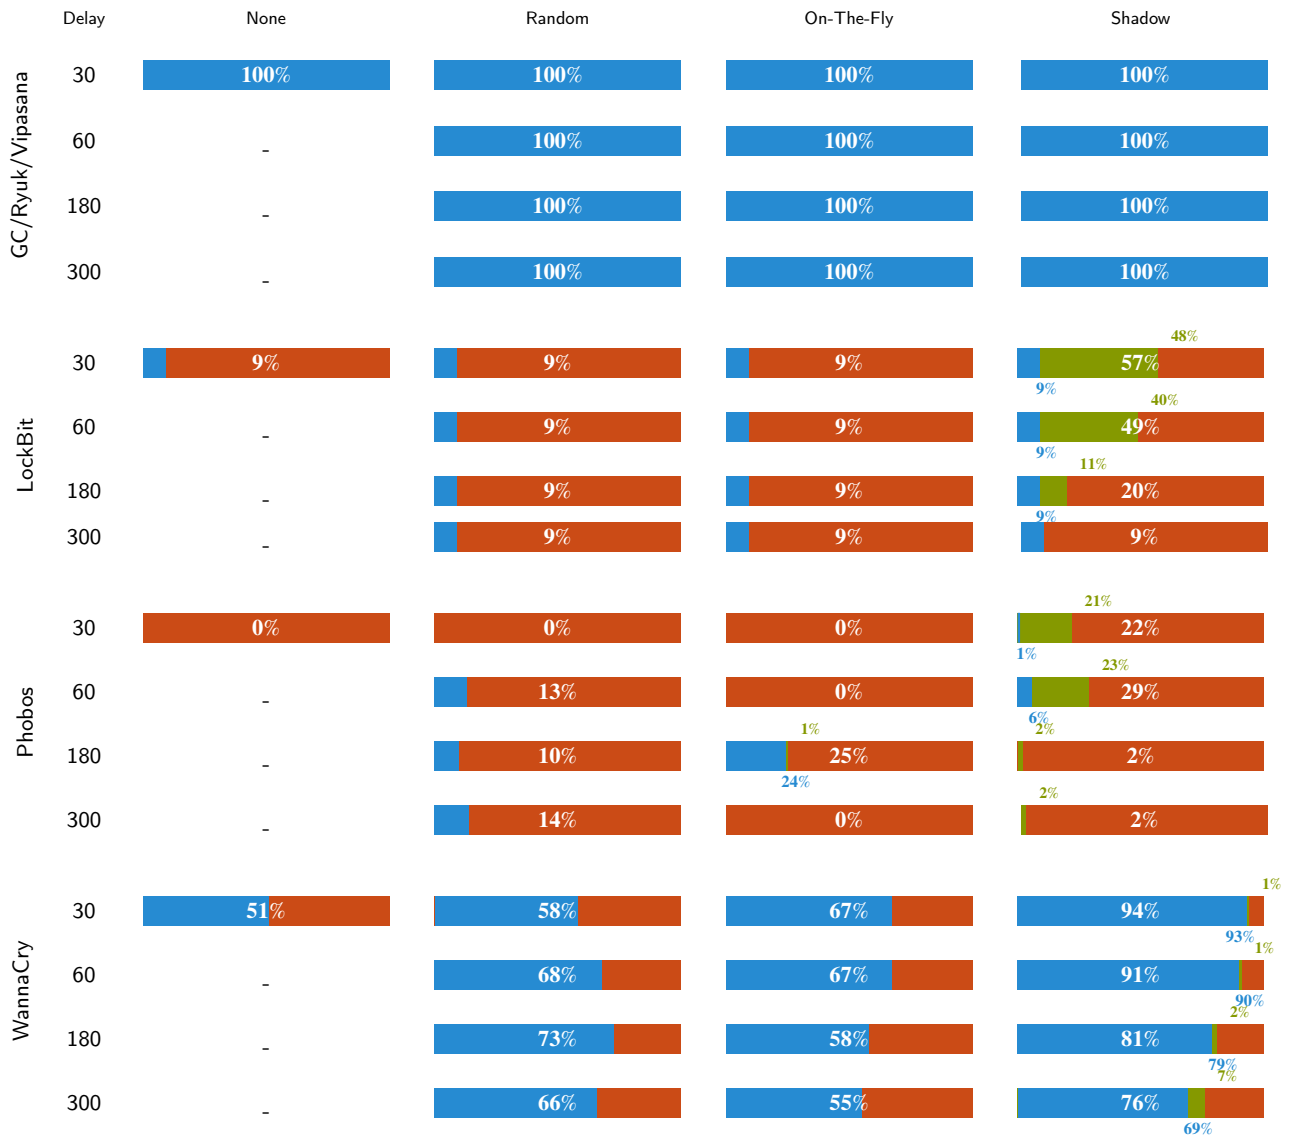 Delay None Random On-The-Fly Shadow
GC/Ryuk/Vipasana
30 100% 100% 100% 100%
60 - 100% 100% 100%
180 - 100% 100% 100%
300 - 100% 100% 100%
LockBit
48%
30 9% 9% 9% 57%
9%
40%
60 - 9% 9% 49%
9%
11%
180 - 9% 9% 20%
9%
300 - 9% 9% 9%
Phobos
21%
30 0% 0% 0% 22%
1%
23%
60 - 13% 0% 29%
6%
1% 2%
180 - 10% 25% 2%
24%
2%
300 - 14% 0% 2%
WannaCry
1%
30 51% 58% 67% 94%
93%
1%
60 - 68% 67% 91%
90%
2%
180 - 73% 58% 81%
79%
7%
300 - 66% 55% 76%
69%